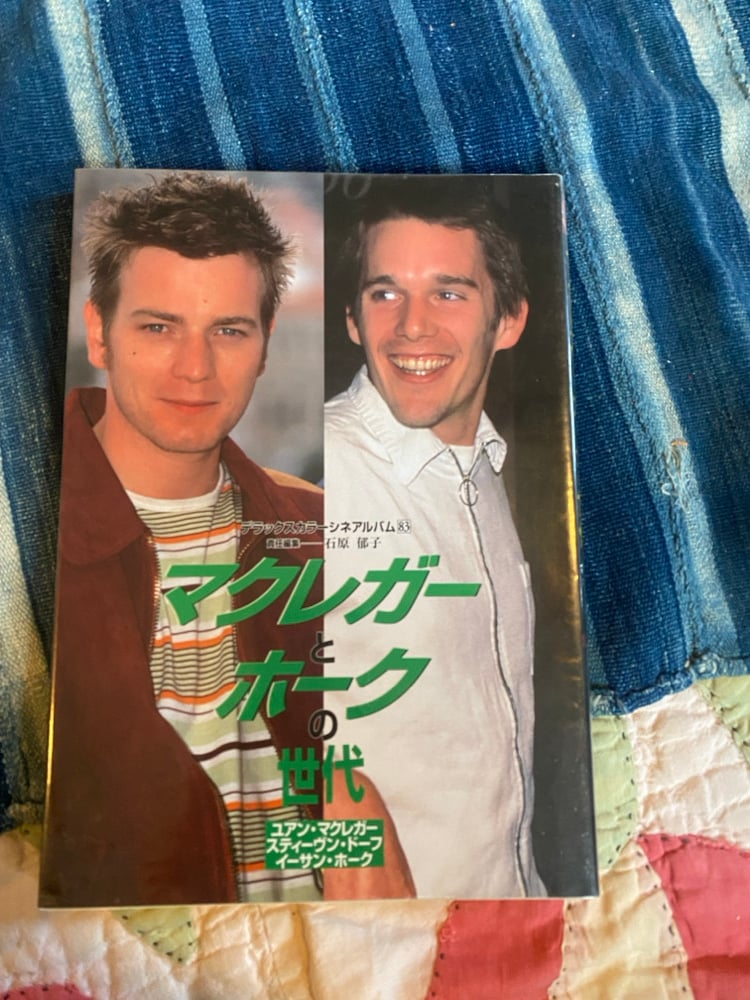 デラックスカラーシネアルバム83
責任編集――石原 郁子
マクレガー
と
ホーク
の
世代
ユアン・マクレガー
スティーヴン・ドーフ
イーサン・ホーク